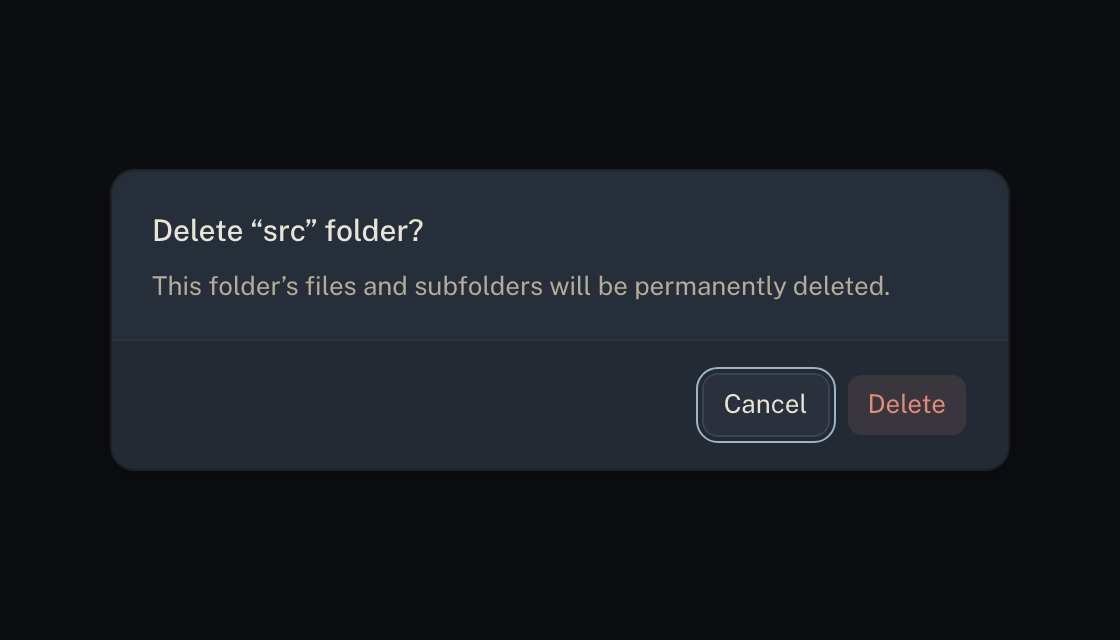 Delete “src” folder?
This folder’s files and subfolders will be permanently deleted.
Cancel
Delete